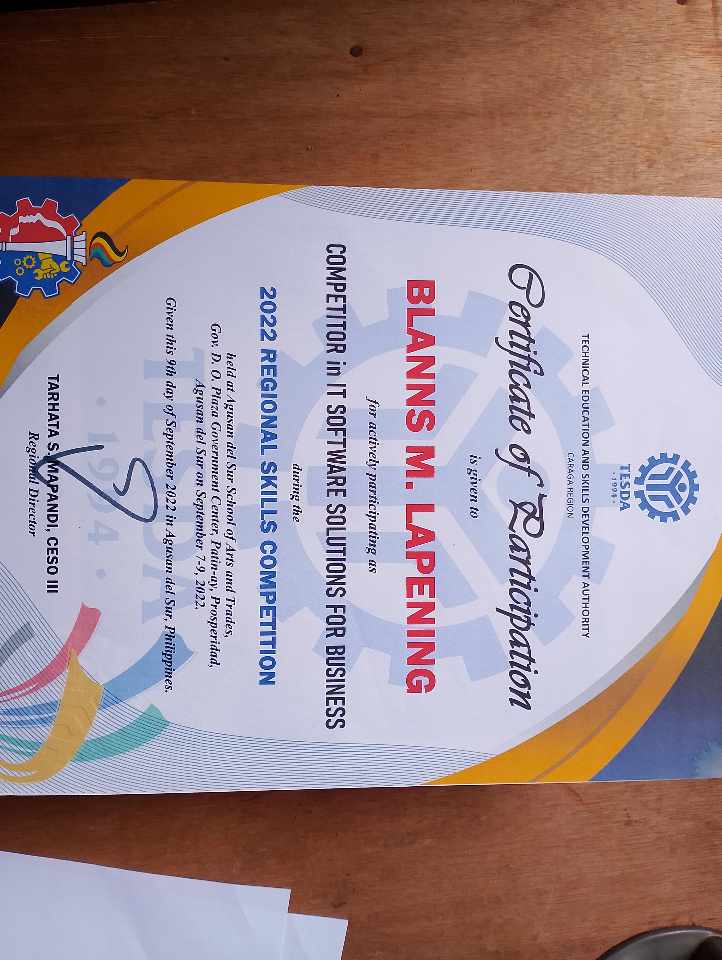 TESDA
· 1994 ·
TECHNICAL EDUCATION AND SKILLS DEVELOPMENT AUTHORITY
CARAGA REGION
Certificate of Participation
is given to
BLANNS M. LAPENING
for actively participating as
COMPETITOR in IT SOFTWARE SOLUTIONS FOR BUSINESS
during the
2022 REGIONAL SKILLS COMPETITION
held at Agusan del Sur School of Arts and Trades,
Gov. D. O. Plaza Government Center, Patin-ay, Prosperidad,
Agusan del Sur on September 7-9, 2022.
Given this 9th day of September 2022 in Agusan del Sur, Philippines.
TESDA
· 1994 ·
TARHATA S. MAPANDI, CESO III
Regional Director